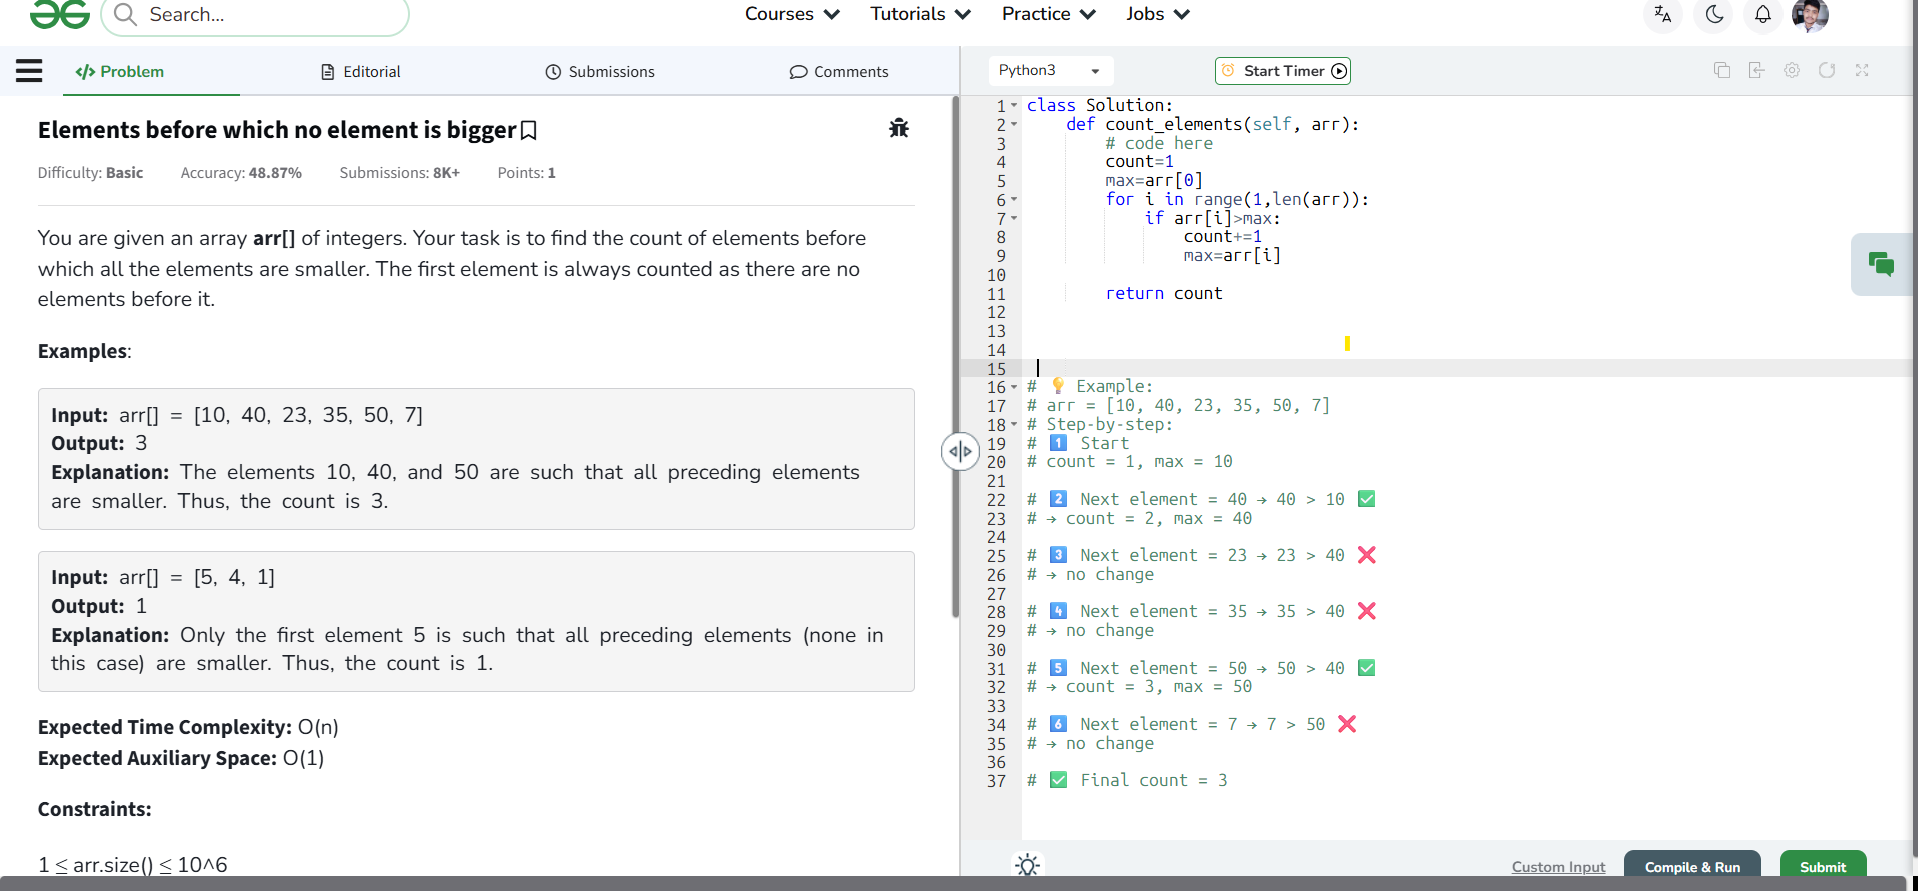 Search...
Courses
Tutorials
Practice
Jobs
</> Problem
Editorial
Submissions
Comments
Python3
Start Timer
Elements before which no element is bigger
Difficulty: Basic
Accuracy: 48.87%
Submissions: 8K+
Points: 1
You are given an array arr[] of integers. Your task is to find the count of elements before
which all the elements are smaller. The first element is always counted as there are no
elements before it.
Examples:
Input: arr[] = [10, 40, 23, 35, 50, 7]
Output: 3
Explanation: The elements 10, 40, and 50 are such that all preceding elements
are smaller. Thus, the count is 3.
Input: arr[] = [5, 4, 1]
Output: 1
Explanation: Only the first element 5 is such that all preceding elements (none in
this case) are smaller. Thus, the count is 1.
Expected Time Complexity: O(n)
Expected Auxiliary Space: O(1)
Constraints:
1 ≤ arr.size() ≤ 10^6
1 class Solution:
2     def count_elements(self, arr):
3         # code here
4         count=1
5         max=arr[0]
6         for i in range(1,len(arr)):
7             if arr[i]>max:
8                 count+=1
9                 max=arr[i]
10
11         return count
12
13
14
15
16 # 💡 Example:
17 # arr = [10, 40, 23, 35, 50, 7]
18 # Step-by-step:
19 # 1️⃣ Start
20 # count = 1, max = 10
21
22 # 2️⃣ Next element = 40 → 40 > 10 ✅
23 # → count = 2, max = 40
24
25 # 3️⃣ Next element = 23 → 23 > 40 ❌
26 # → no change
27
28 # 4️⃣ Next element = 35 → 35 > 40 ❌
29 # → no change
30
31 # 5️⃣ Next element = 50 → 50 > 40 ✅
32 # → count = 3, max = 50
33
34 # 6️⃣ Next element = 7 → 7 > 50 ❌
35 # → no change
36
37 # ✅ Final count = 3
Custom Input
Compile & Run
Submit